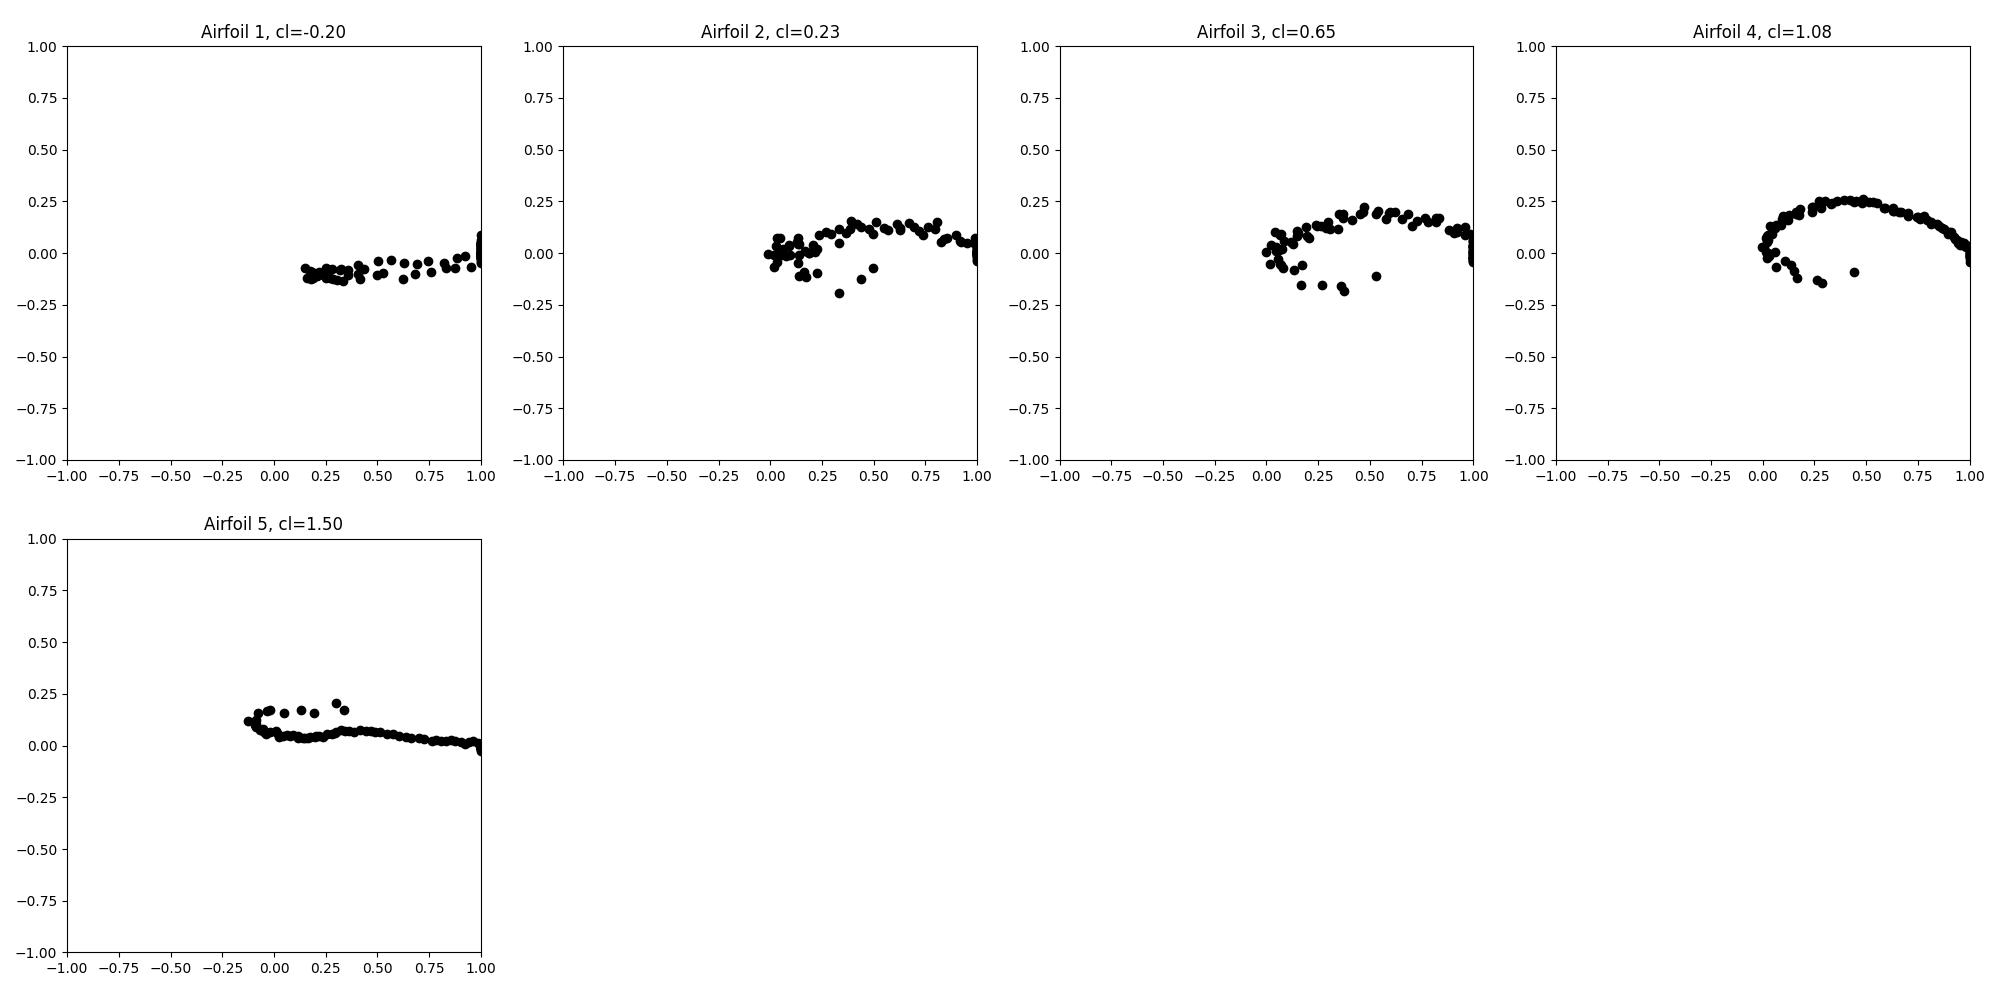 Airfoil 1, cl=-0.20
Airfoil 2, cl=0.23
Airfoil 3, cl=0.65
Airfoil 4, cl=1.08
1.00 1.00 1.00 1.00
0.75 0.75 0.75 0.75
0.50 0.50 0.50 0.50
0.25 0.25 0.25 0.25
0.00 0.00 0.00 0.00
−0.25 −0.25 −0.25 −0.25
−0.50 −0.50 −0.50 −0.50
−0.75 −0.75 −0.75 −0.75
−1.00 −1.00 −1.00 −1.00
−1.00 −0.75 −0.50 −0.25 0.00 0.25 0.50 0.75 1.00
−1.00 −0.75 −0.50 −0.25 0.00 0.25 0.50 0.75 1.00
−1.00 −0.75 −0.50 −0.25 0.00 0.25 0.50 0.75 1.00
−1.00 −0.75 −0.50 −0.25 0.00 0.25 0.50 0.75 1.00
Airfoil 5, cl=1.50
1.00
0.75
0.50
0.25
0.00
−0.25
−0.50
−0.75
−1.00
−1.00 −0.75 −0.50 −0.25 0.00 0.25 0.50 0.75 1.00